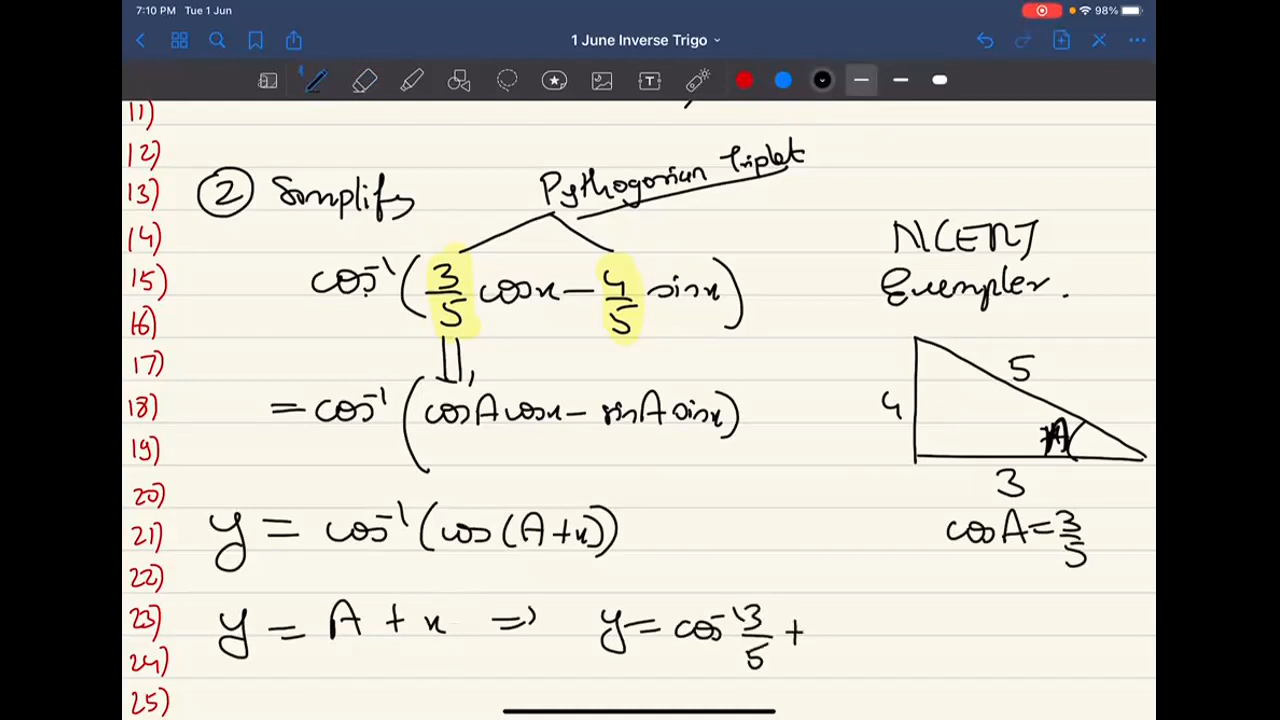 7:10 PM Tue 1 Jun
98%
1 June Inverse Trigo
11)
12)
13)
14)
15)
16)
17)
18)
19)
20)
21)
22)
23)
24)
25)
② Simplify
Pythogorian Triplet
cos⁻¹(3/5 cosx − 4/5 sinx)
= cos⁻¹(cosA cosx − sinA sinx)
y = cos⁻¹(cos(A+x))
y = A + x ⇒ y = cos⁻¹ 3/5 +
NCERT
Exempler.
5
4
A
3
cosA = 3/5